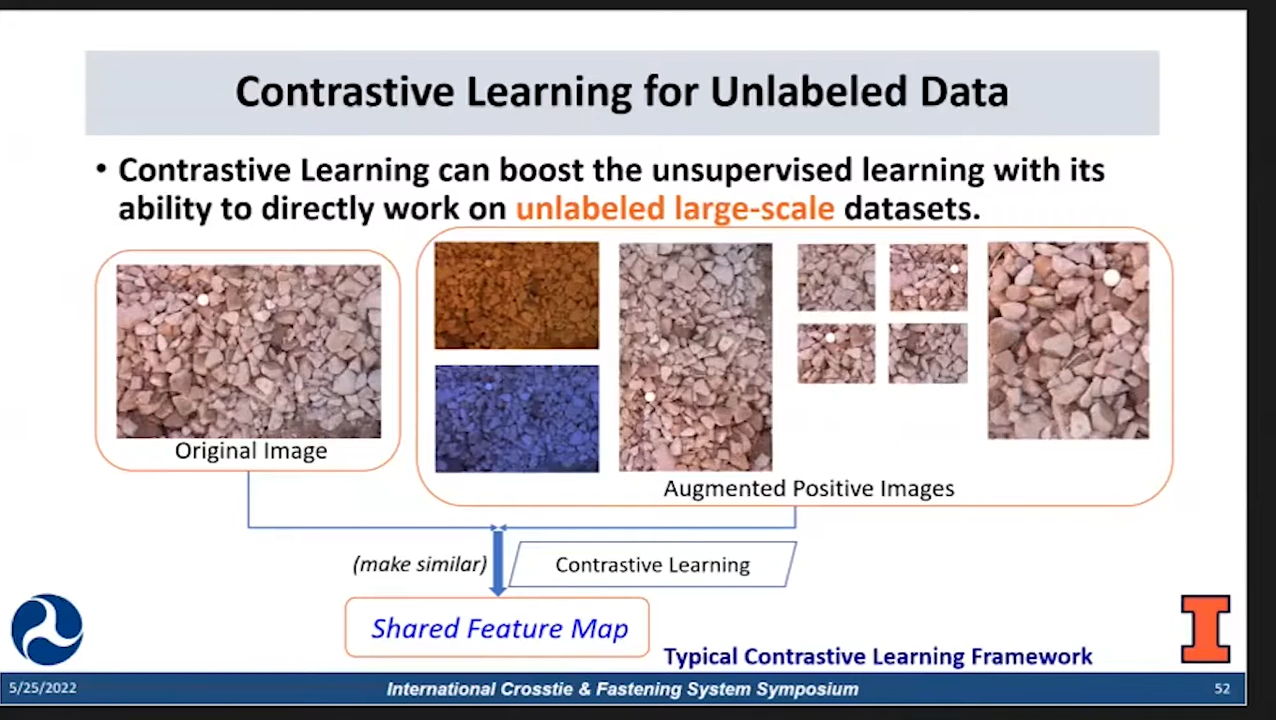 Contrastive Learning for Unlabeled Data
• Contrastive Learning can boost the unsupervised learning with its
ability to directly work on unlabeled large-scale datasets.
Original Image
Augmented Positive Images
(make similar)
Contrastive Learning
Shared Feature Map
Typical Contrastive Learning Framework
5/25/2022
International Crosstie & Fastening System Symposium
52